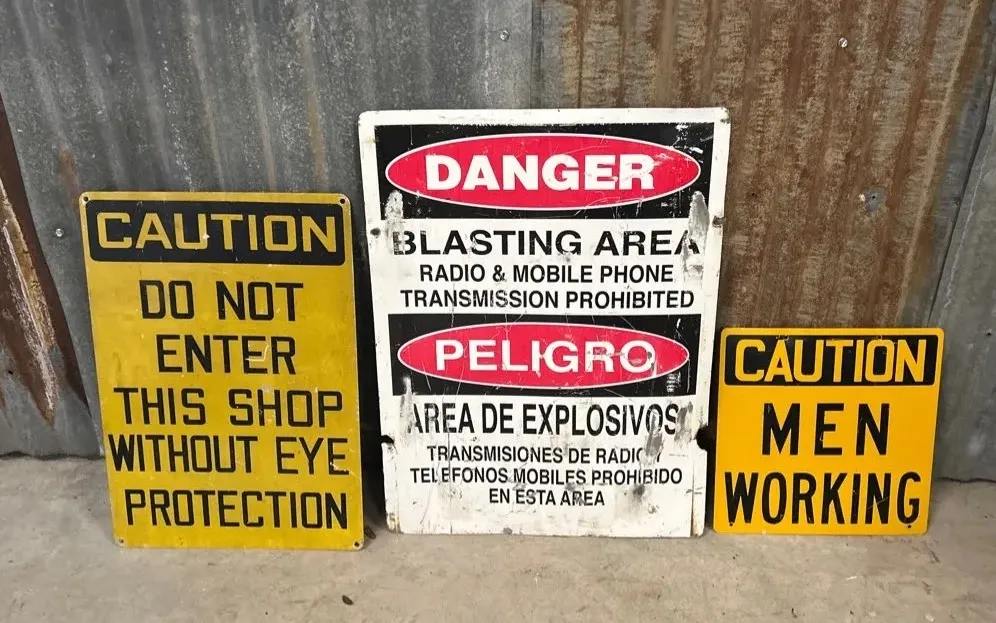 CAUTION
DO NOT
ENTER
THIS SHOP
WITHOUT EYE
PROTECTION
DANGER
BLASTING AREA
RADIO & MOBILE PHONE
TRANSMISSION PROHIBITED
PELIGRO
AREA DE EXPLOSIVOS
TRANSMISIONES DE RADIO Y
TELEFONOS MOBILES PROHIBIDO
EN ESTA AREA
CAUTION
MEN
WORKING